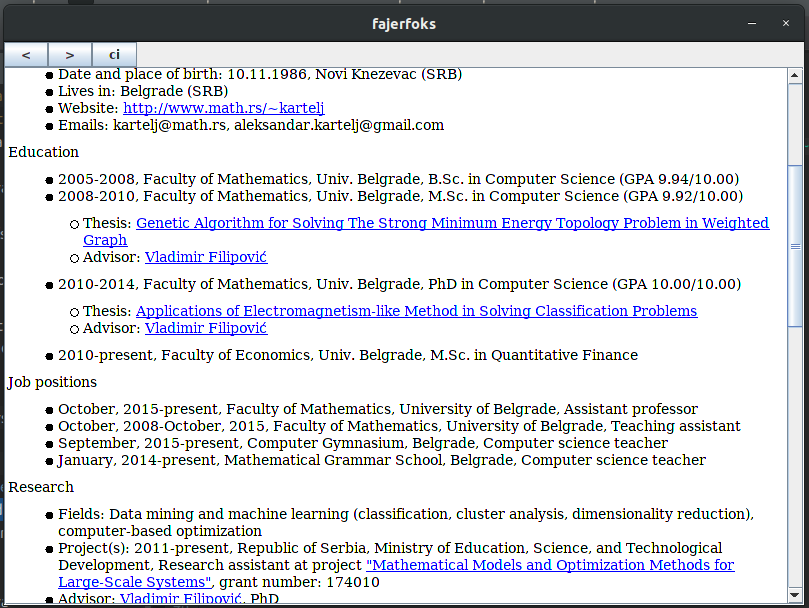 fajerfoks
< > ci
Date and place of birth: 10.11.1986, Novi Knezevac (SRB)
Lives in: Belgrade (SRB)
Website: http://www.math.rs/~kartelj
Emails: kartelj@math.rs, aleksandar.kartelj@gmail.com
Education
2005-2008, Faculty of Mathematics, Univ. Belgrade, B.Sc. in Computer Science (GPA 9.94/10.00)
2008-2010, Faculty of Mathematics, Univ. Belgrade, M.Sc. in Computer Science (GPA 9.92/10.00)
Thesis: Genetic Algorithm for Solving The Strong Minimum Energy Topology Problem in Weighted
Graph
Advisor: Vladimir Filipović
2010-2014, Faculty of Mathematics, Univ. Belgrade, PhD in Computer Science (GPA 10.00/10.00)
Thesis: Applications of Electromagnetism-like Method in Solving Classification Problems
Advisor: Vladimir Filipović
2010-present, Faculty of Economics, Univ. Belgrade, M.Sc. in Quantitative Finance
Job positions
October, 2015-present, Faculty of Mathematics, University of Belgrade, Assistant professor
October, 2008-October, 2015, Faculty of Mathematics, University of Belgrade, Teaching assistant
September, 2015-present, Computer Gymnasium, Belgrade, Computer science teacher
January, 2014-present, Mathematical Grammar School, Belgrade, Computer science teacher
Research
Fields: Data mining and machine learning (classification, cluster analysis, dimensionality reduction),
computer-based optimization
Project(s): 2011-present, Republic of Serbia, Ministry of Education, Science, and Technological
Development, Research assistant at project "Mathematical Models and Optimization Methods for
Large-Scale Systems", grant number: 174010
Advisor: Vladimir Filipović, PhD